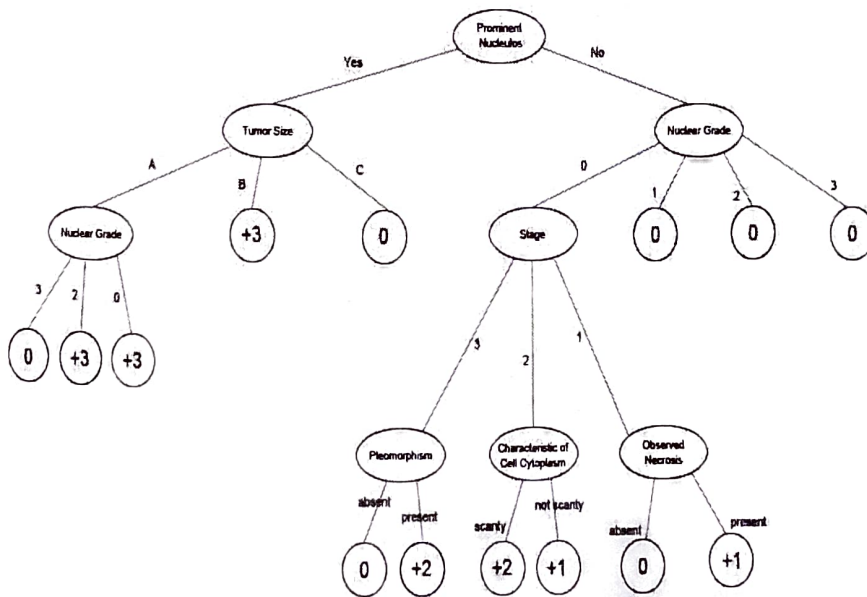 Prominent
Nucleulos
Yes
No
Tumor Size
Nuclear Grade
A
B
C
0
1
2
3
Nuclear Grade
+3
0
Stage
0
0
0
3
2
0
3
2
1
0
+3
+3
Pleomorphism
Characteristic of
Cell Cytoplasm
Observed
Necrosis
absent
present
scanty
not scanty
absent
present
0
+2
+2
+1
0
+1